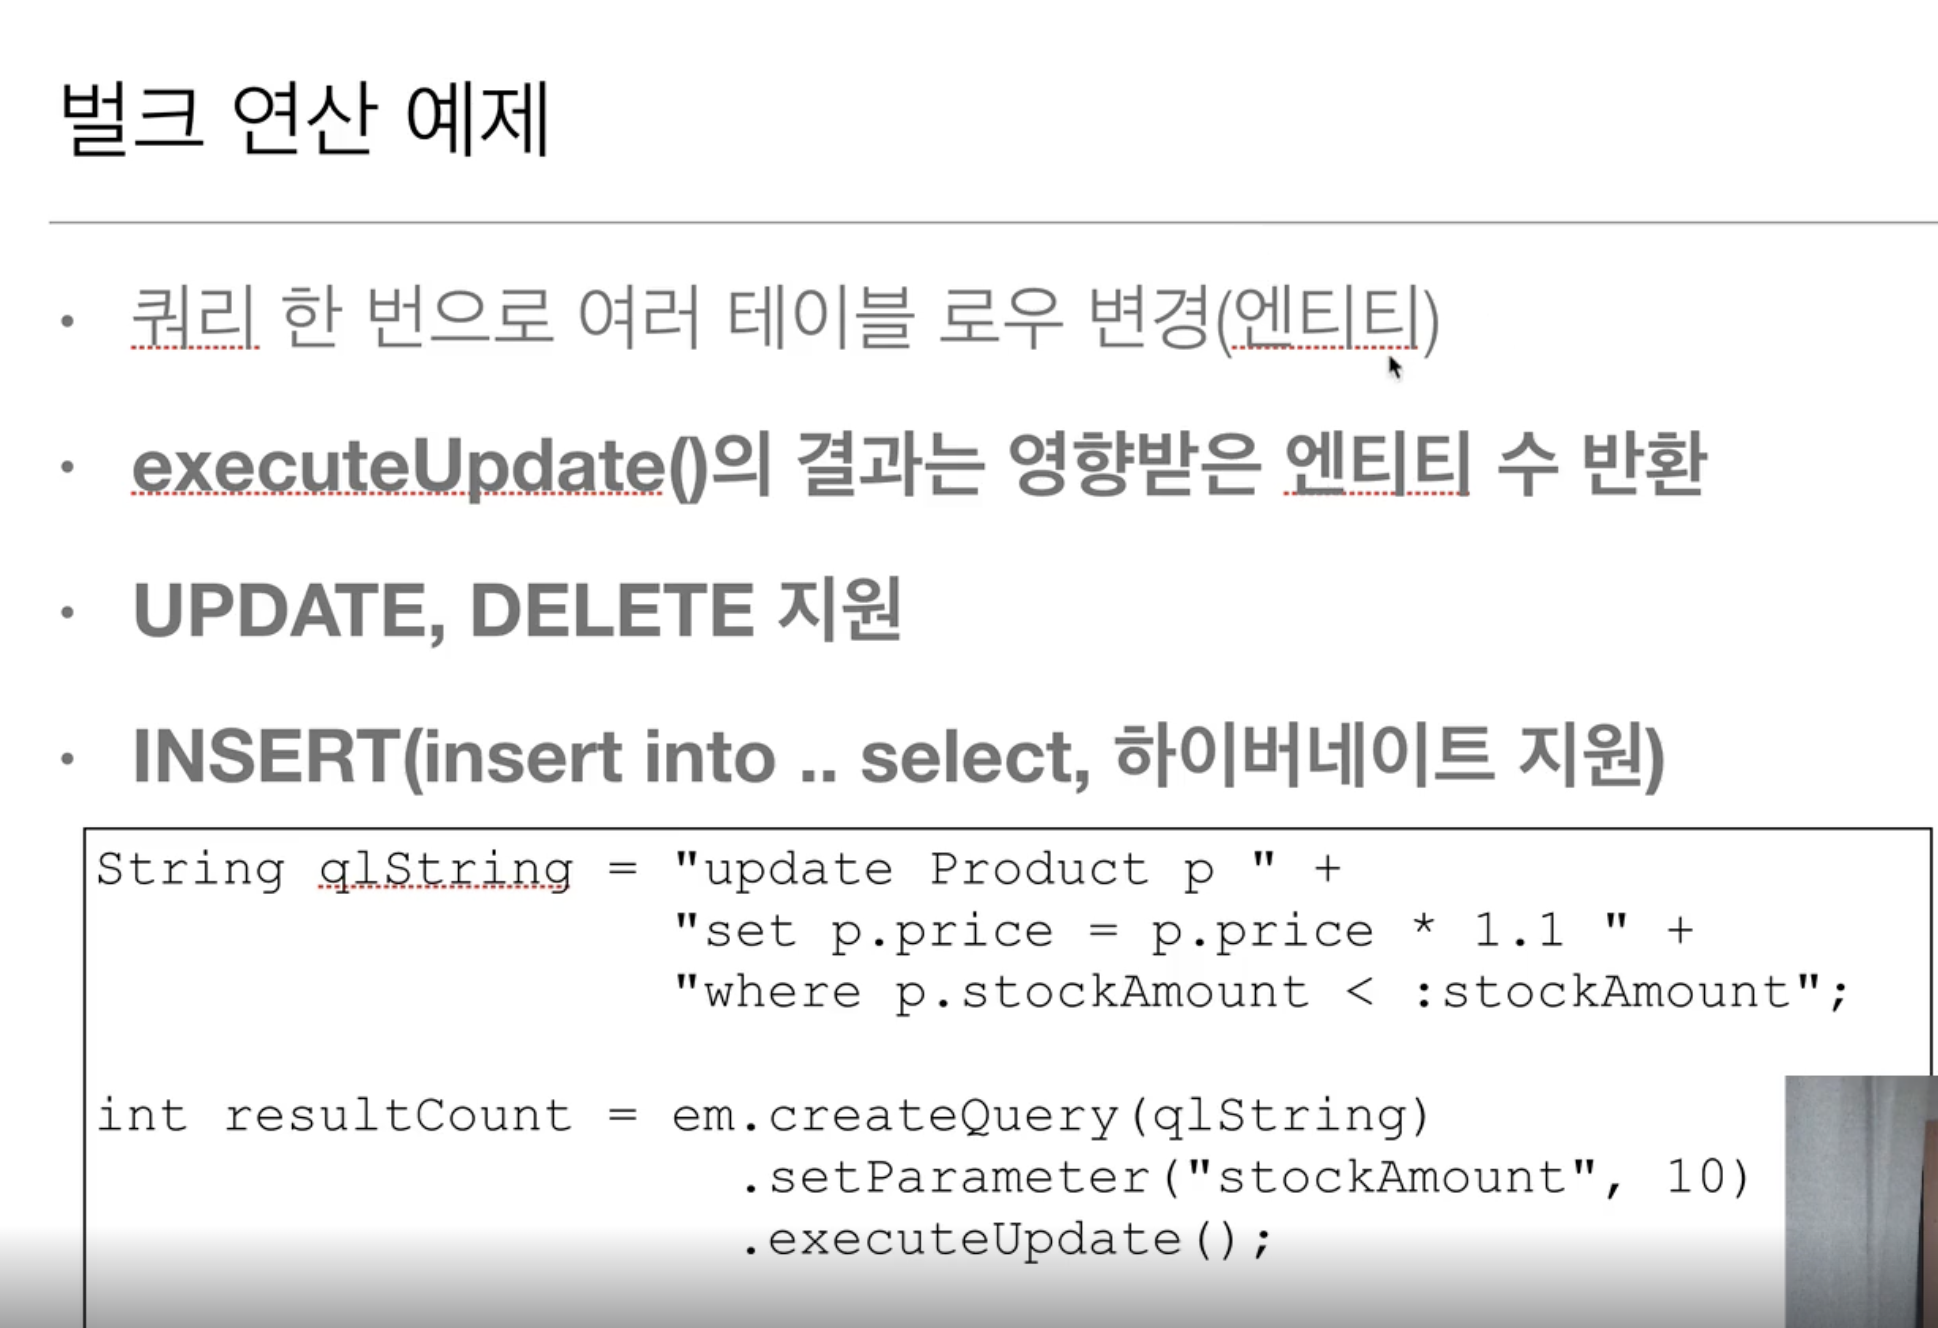 벌크 연산 예제
• 쿼리 한 번으로 여러 테이블 로우 변경(엔티티)
• executeUpdate()의 결과는 영향받은 엔티티 수 반환
• UPDATE, DELETE 지원
• INSERT(insert into .. select, 하이버네이트 지원)
String qlString = "update Product p " +
"set p.price = p.price * 1.1 " +
"where p.stockAmount < :stockAmount";
int resultCount = em.createQuery(qlString)
.setParameter("stockAmount", 10)
.executeUpdate();